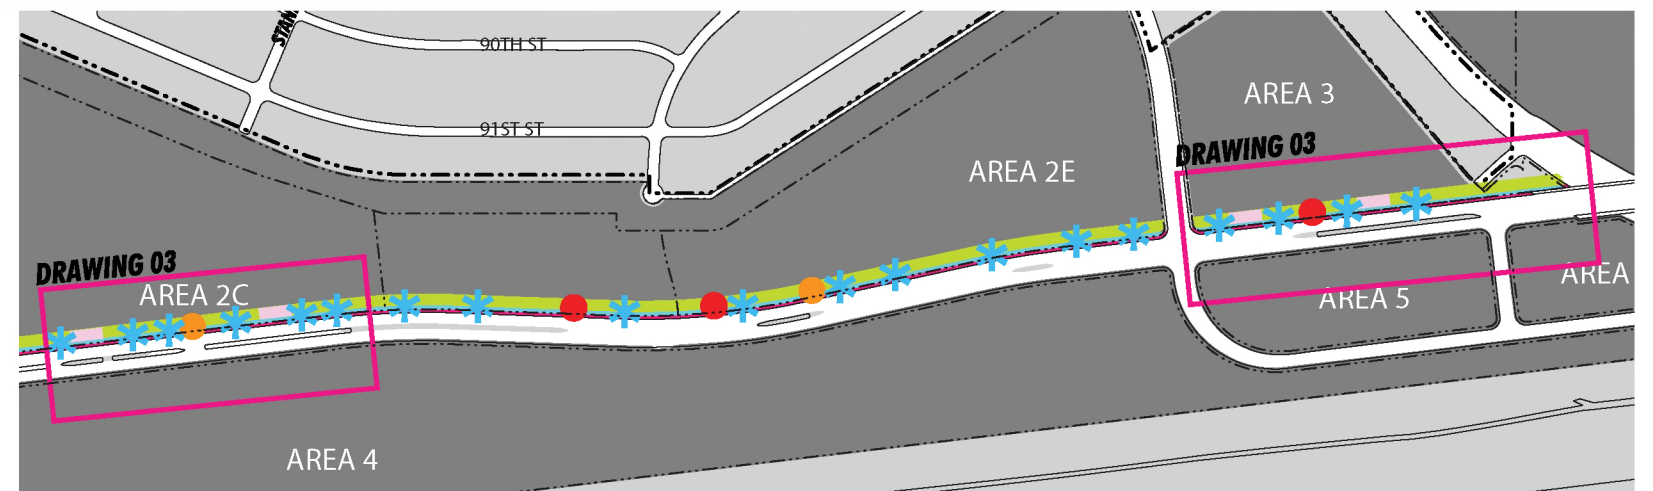 90TH ST
91ST ST
AREA 3
DRAWING 03
AREA 2E
DRAWING 03
AREA 2C
AREA
AREA 5
AREA 4